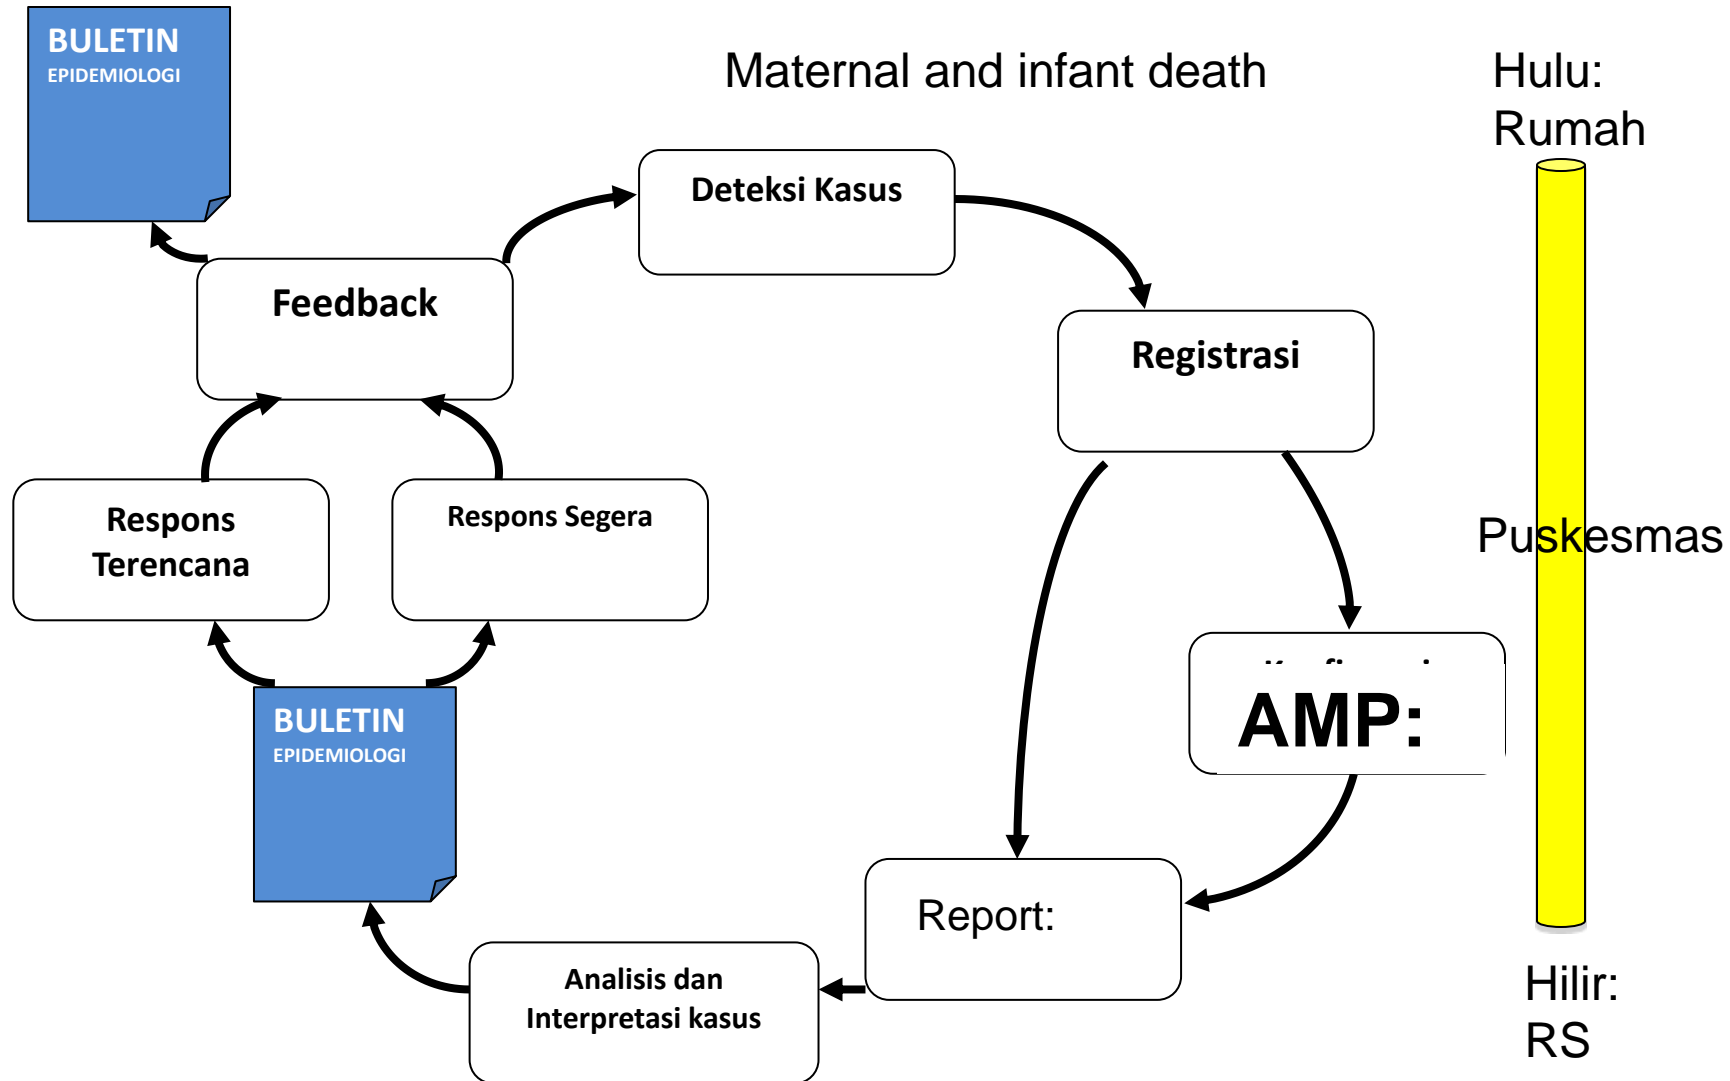 BULETIN
EPIDEMIOLOGI
Maternal and infant death
Hulu:
Rumah
Deteksi Kasus
Feedback
Registrasi
Respons
Terencana
Respons Segera
Puskesmas
AMP:
BULETIN
EPIDEMIOLOGI
Report:
Analisis dan
Interpretasi kasus
Hilir:
RS